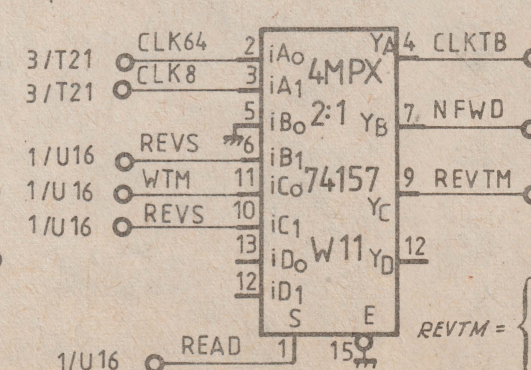 3/T21 CLK64 2 iA0 YA 4 CLKTB
3/T21 CLK8 3 iA1 4MPX
5 iB0 2:1 YB 7 NFWD
1/U16 REVS 6 iB1
1/U16 WTM 11 iC0 74157 9 REVTM
1/U16 REVS 10 iC1 YC
13 iD0 W11 YD 12
12 iD1
S E REVTM = {
1/U16 READ 1 15